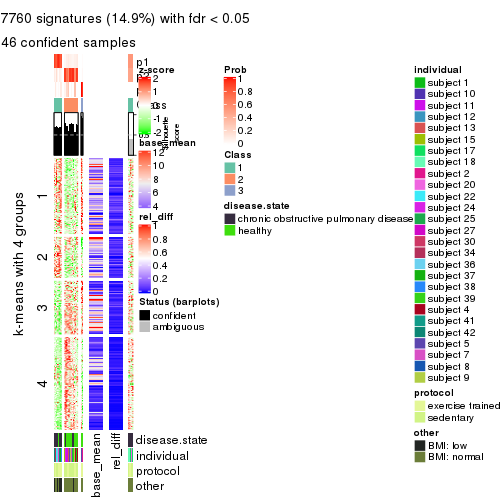 7760 signatures (14.9%) with fdr < 0.05
46 confident samples
p1
z-score
2
1
0
-1
-2
Class
silhouette
score
base_mean
12
10
8
6
4
rel_diff
1
0.8
0.6
0.4
0.2
0
Status (barplots)
confident
ambiguous
Prob
1
0.8
0.6
0.4
0.2
0
Class
1
2
3
disease.state
chronic obstructive pulmonary disease
healthy
individual
subject 1
subject 10
subject 11
subject 12
subject 13
subject 15
subject 17
subject 18
subject 2
subject 20
subject 22
subject 24
subject 25
subject 27
subject 30
subject 34
subject 36
subject 37
subject 38
subject 39
subject 4
subject 41
subject 42
subject 5
subject 7
subject 8
subject 9
protocol
exercise trained
sedentary
other
BMI: low
BMI: normal
k-means with 4 groups
1
2
3
4
base_mean
rel_diff
disease.state
individual
protocol
other